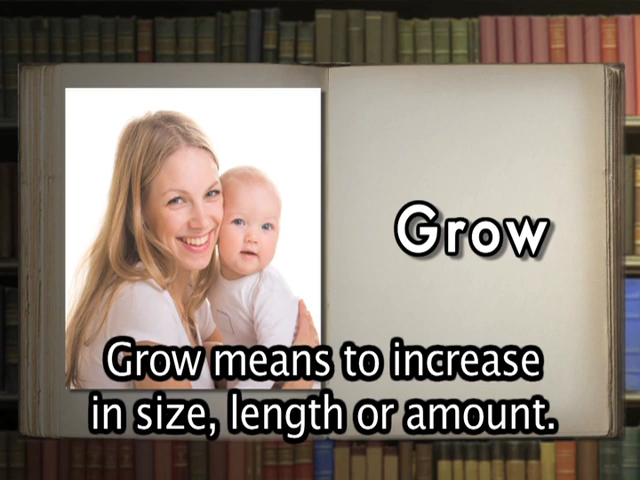 Grow
Grow means to increase
in size, length or amount.